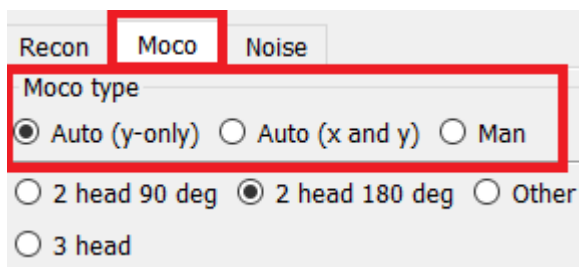 Recon Moco Noise
Moco type
Auto (y-only) Auto (x and y) Man
2 head 90 deg 2 head 180 deg Other
3 head